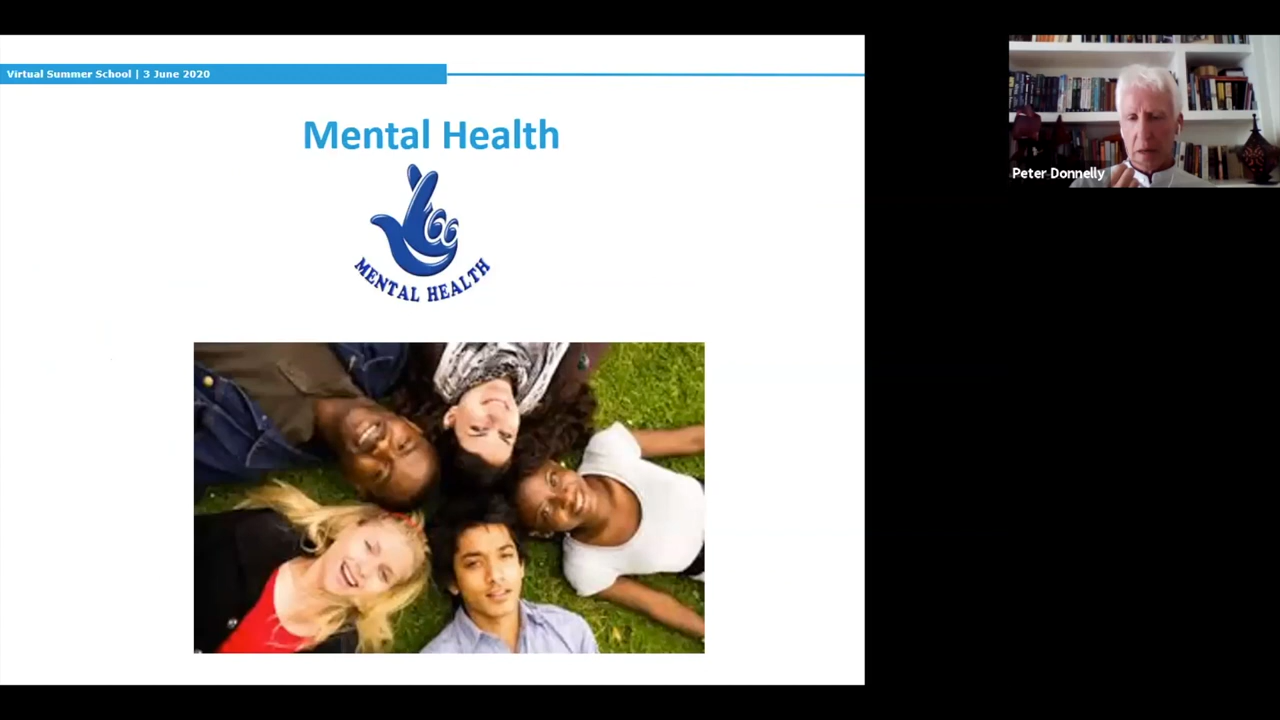 Virtual Summer School | 3 June 2020
Mental Health
MENTAL HEALTH
Peter Donnelly